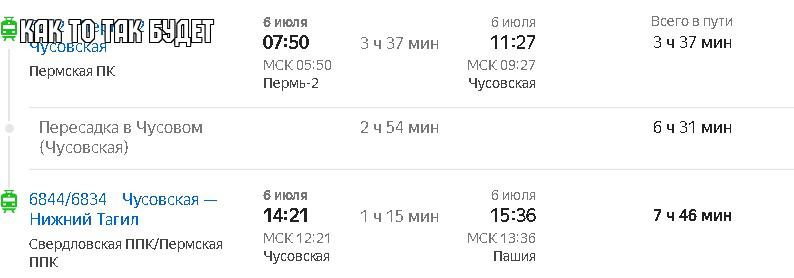 КАК ТО ТАК БУДЕТ
Чусовская
Пермская ПК
6 июля
07:50
МСК 05:50
Пермь-2
3 ч 37 мин
6 июля
11:27
МСК 09:27
Чусовская
Всего в пути
3 ч 37 мин
Пересадка в Чусовом
(Чусовская)
2 ч 54 мин
6 ч 31 мин
6844/6834 Чусовская —
Нижний Тагил
Свердловская ППК/Пермская
ППК
6 июля
14:21
МСК 12:21
Чусовская
1 ч 15 мин
6 июля
15:36
МСК 13:36
Пашия
7 ч 46 мин